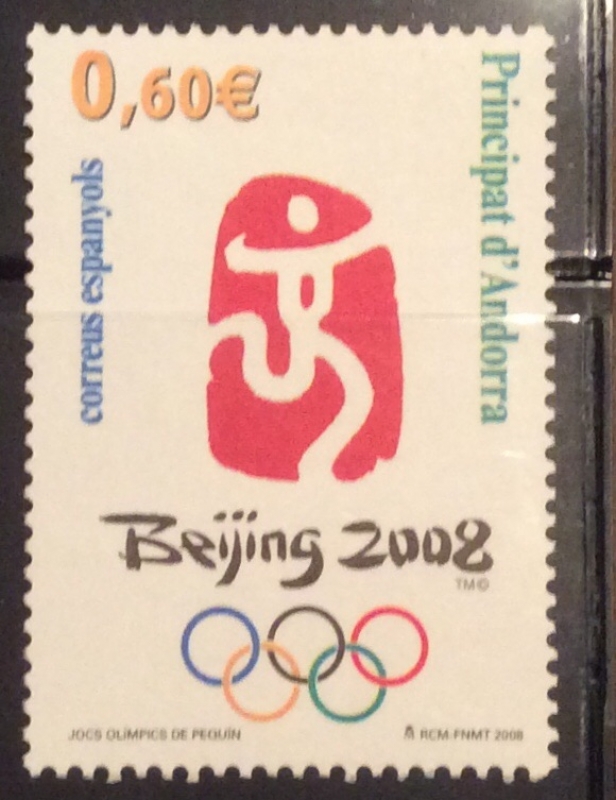 0,60€
correus espanyols
Principat d'Andorra
Beijing 2008
TM©
JOCS OLÍMPICS DE PEQUÍN
RCM-FNMT 2008